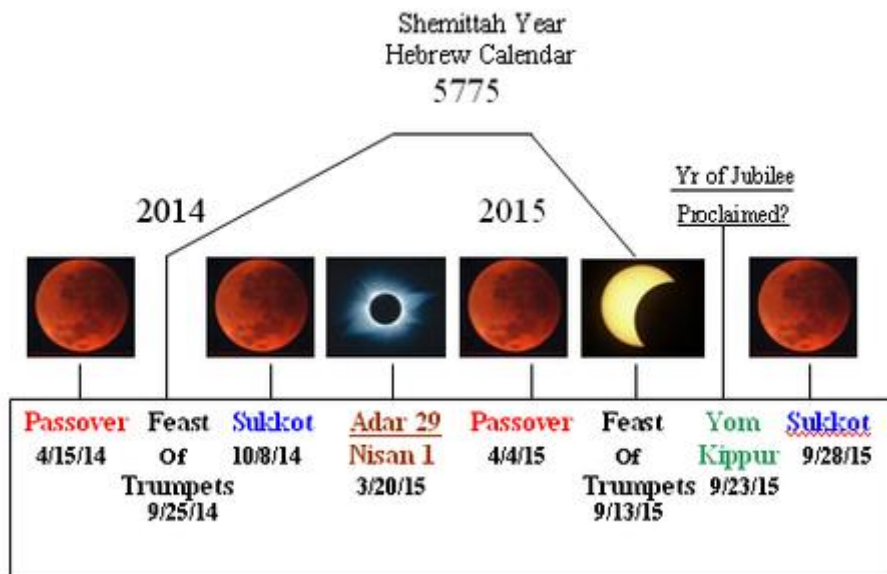 Shemittah Year
Hebrew Calendar
5775
Yr of Jubilee
Proclaimed?
2014
2015
Passover
4/15/14
Feast
Of
Trumpets
9/25/14
Sukkot
10/8/14
Adar 29
Nisan 1
3/20/15
Passover
4/4/15
Feast
Of
Trumpets
9/13/15
Yom
Kippur
9/23/15
Sukkot
9/28/15